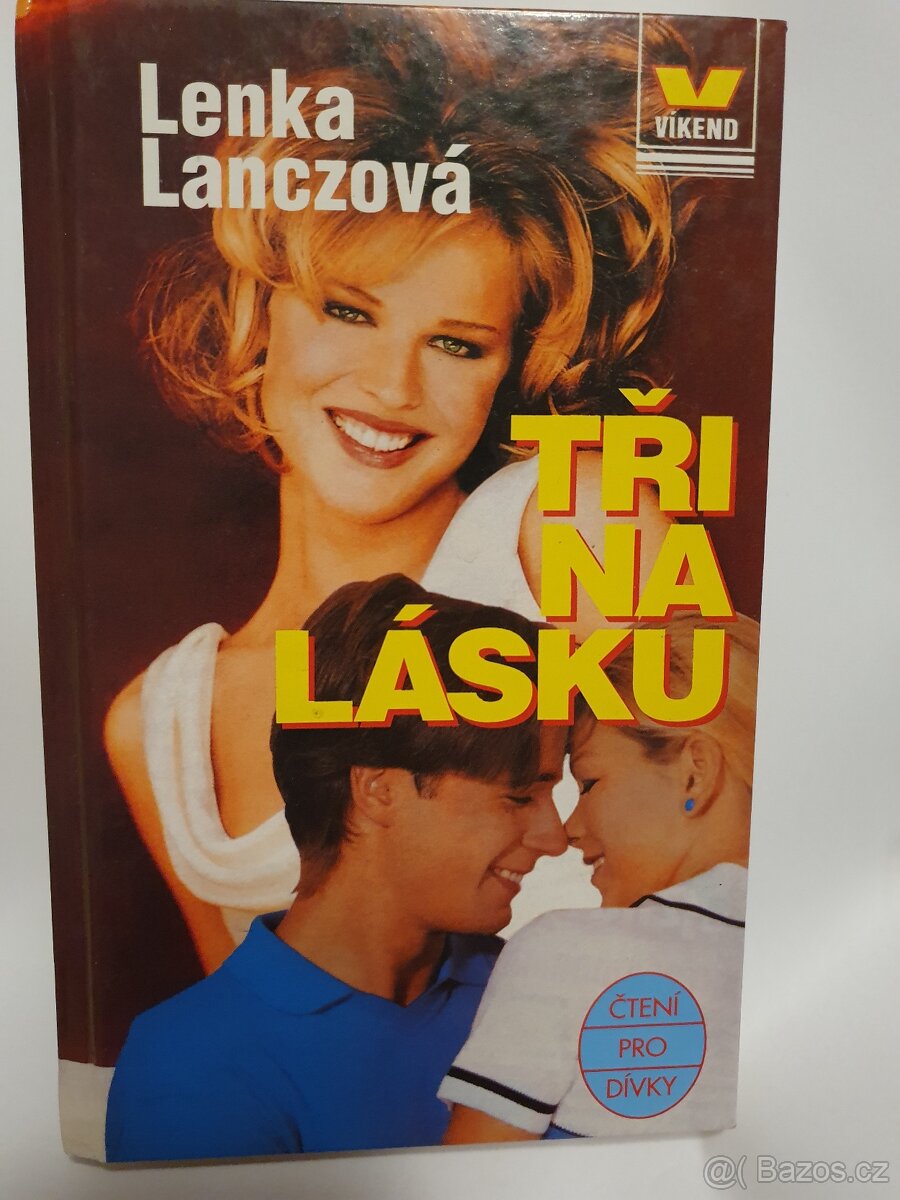 Lenka
Lanczová
V
VÍKEND
TŘI
NA
LÁSKU
ČTENÍ
PRO
DÍVKY
@( Bazos.cz